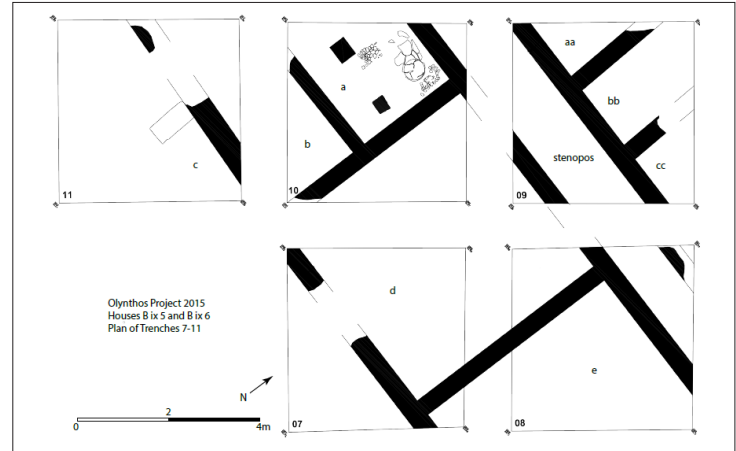 aa
a
bb
b
stenopos
cc
c
11
10
09
d
Olynthos Project 2015
Houses B ix 5 and B ix 6
Plan of Trenches 7-11
e
N
2
0
4m
07
08